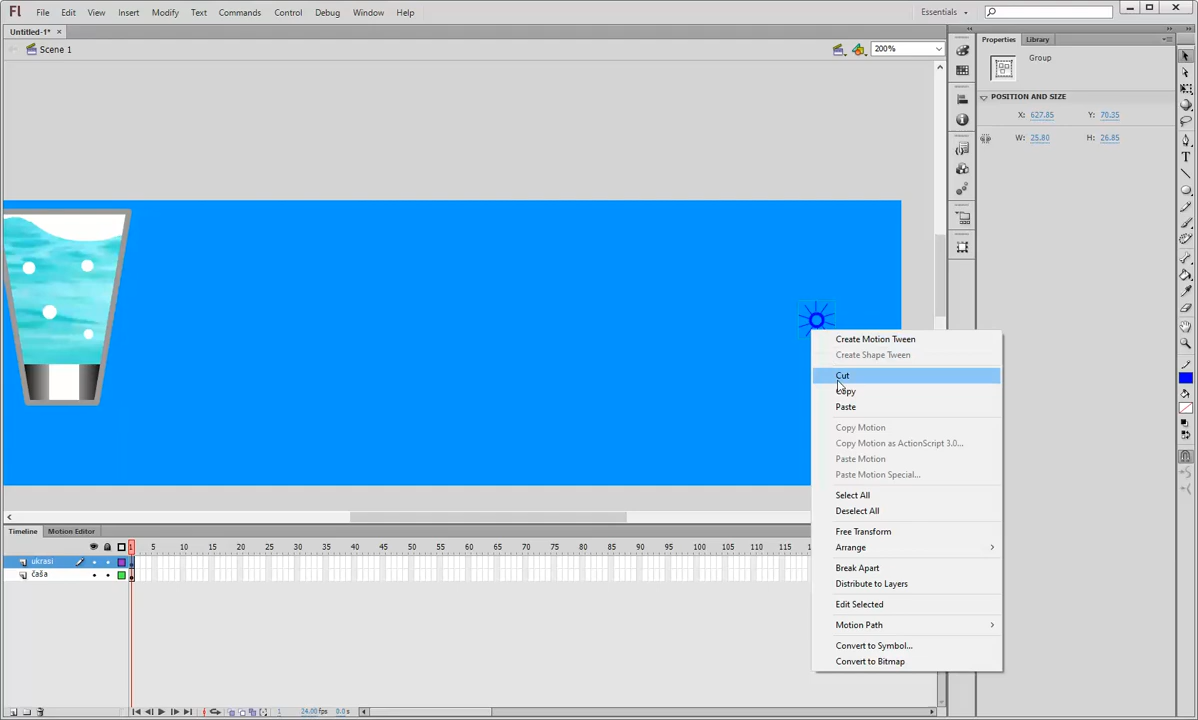 Fl File Edit View Insert Modify Text Commands Control Debug Window Help Essentials
Untitled-1* ×
Scene 1 200%
Properties Library
Group
POSITION AND SIZE
X: 627.85 Y: 70.35
W: 25.80 H: 26.85
Create Motion Tween
Create Shape Tween
Cut
Copy
Paste
Copy Motion
Copy Motion as ActionScript 3.0...
Paste Motion
Paste Motion Special...
Select All
Deselect All
Free Transform
Arrange
Break Apart
Distribute to Layers
Edit Selected
Motion Path
Convert to Symbol...
Convert to Bitmap
Timeline Motion Editor
1 5 10 15 20 25 30 35 40 45 50 55 60 65 70 75 80 85 90 95 100 105 110 115
ukrasi
čaša
1 24.00 fps 0.0 s